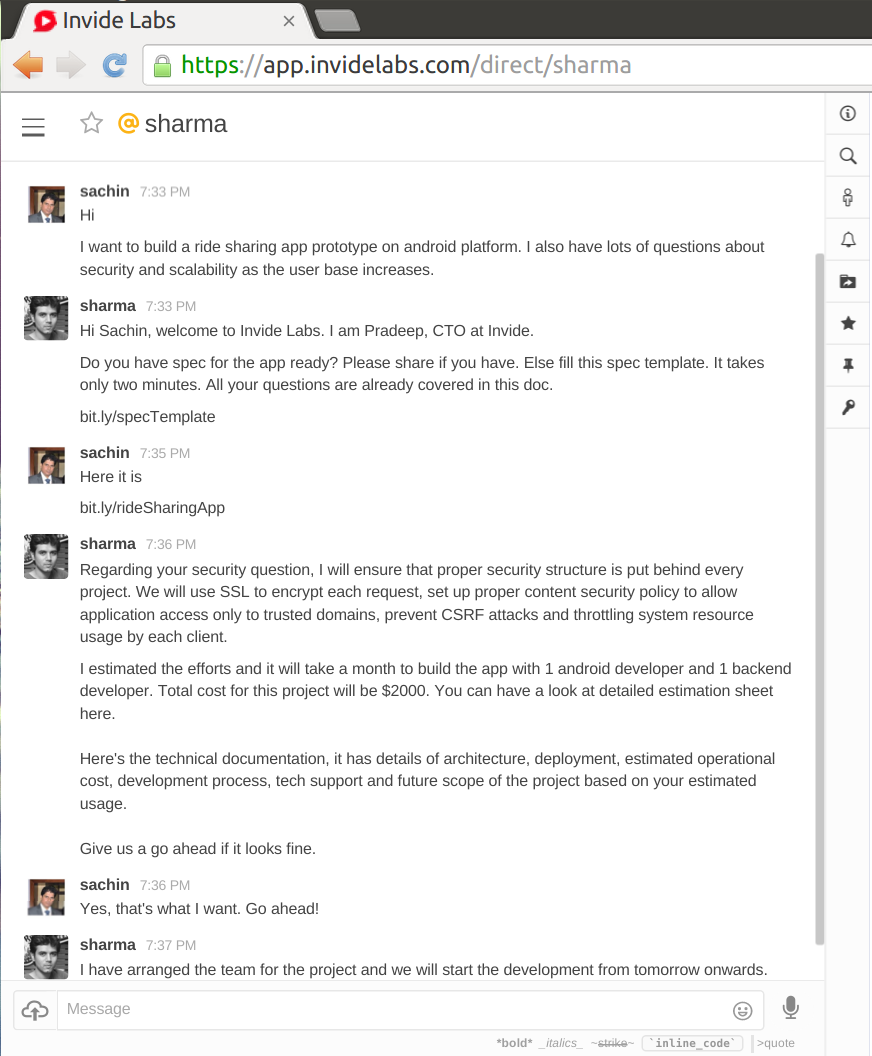 Invide Labs
https://app.invidelabs.com/direct/sharma
@ sharma
sachin 7:33 PM
Hi
I want to build a ride sharing app prototype on android platform. I also have lots of questions about
security and scalability as the user base increases.
sharma 7:33 PM
Hi Sachin, welcome to Invide Labs. I am Pradeep, CTO at Invide.
Do you have spec for the app ready? Please share if you have. Else fill this spec template. It takes
only two minutes. All your questions are already covered in this doc.
bit.ly/specTemplate
sachin 7:35 PM
Here it is
bit.ly/rideSharingApp
sharma 7:36 PM
Regarding your security question, I will ensure that proper security structure is put behind every
project. We will use SSL to encrypt each request, set up proper content security policy to allow
application access only to trusted domains, prevent CSRF attacks and throttling system resource
usage by each client.
I estimated the efforts and it will take a month to build the app with 1 android developer and 1 backend
developer. Total cost for this project will be $2000. You can have a look at detailed estimation sheet
here.
Here's the technical documentation, it has details of architecture, deployment, estimated operational
cost, development process, tech support and future scope of the project based on your estimated
usage.
Give us a go ahead if it looks fine.
sachin 7:36 PM
Yes, that's what I want. Go ahead!
sharma 7:37 PM
I have arranged the team for the project and we will start the development from tomorrow onwards.
Message
*bold* _italics_ ~strike~ `inline_code` >quote